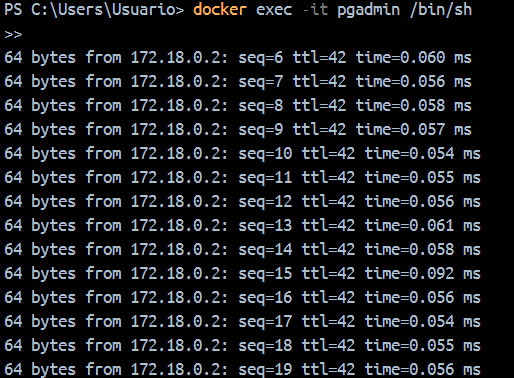 PS C:\Users\Usuario> docker exec -it pgadmin /bin/sh
>>
64 bytes from 172.18.0.2: seq=6 ttl=42 time=0.060 ms
64 bytes from 172.18.0.2: seq=7 ttl=42 time=0.056 ms
64 bytes from 172.18.0.2: seq=8 ttl=42 time=0.058 ms
64 bytes from 172.18.0.2: seq=9 ttl=42 time=0.057 ms
64 bytes from 172.18.0.2: seq=10 ttl=42 time=0.054 ms
64 bytes from 172.18.0.2: seq=11 ttl=42 time=0.055 ms
64 bytes from 172.18.0.2: seq=12 ttl=42 time=0.056 ms
64 bytes from 172.18.0.2: seq=13 ttl=42 time=0.061 ms
64 bytes from 172.18.0.2: seq=14 ttl=42 time=0.058 ms
64 bytes from 172.18.0.2: seq=15 ttl=42 time=0.092 ms
64 bytes from 172.18.0.2: seq=16 ttl=42 time=0.056 ms
64 bytes from 172.18.0.2: seq=17 ttl=42 time=0.054 ms
64 bytes from 172.18.0.2: seq=18 ttl=42 time=0.055 ms
64 bytes from 172.18.0.2: seq=19 ttl=42 time=0.056 ms